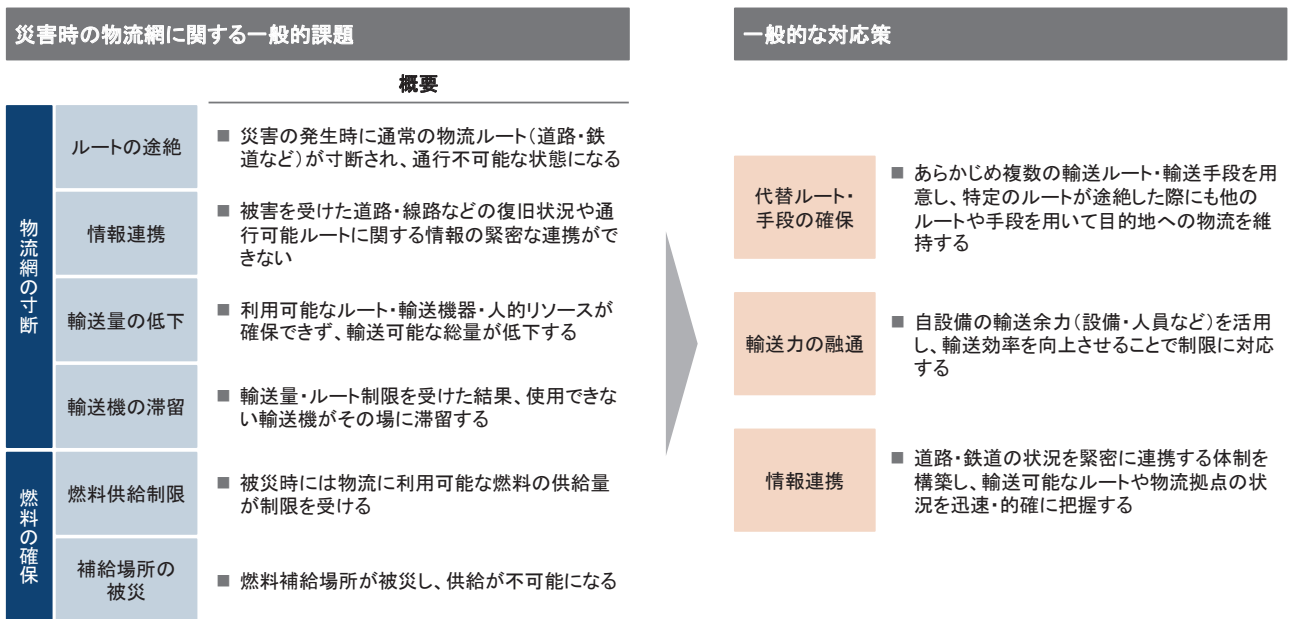 災害時の物流網に関する一般的課題
概要
物流網の寸断
ルートの途絶
■ 災害の発生時に通常の物流ルート(道路・鉄
道など)が寸断され、通行不可能な状態になる
情報連携
■ 被害を受けた道路・線路などの復旧状況や通
行可能ルートに関する情報の緊密な連携がで
きない
輸送量の低下
■ 利用可能なルート・輸送機器・人的リソースが
確保できず、輸送可能な総量が低下する
輸送機の滞留
■ 輸送量・ルート制限を受けた結果、使用できな
い輸送機がその場に滞留する
燃料の確保
燃料供給制限
■ 被災時には物流に利用可能な燃料の供給量
が制限を受ける
補給場所の
被災
■ 燃料補給場所が被災し、供給が不可能になる
一般的な対応策
代替ルート・
手段の確保
■ あらかじめ複数の輸送ルート・輸送手段を用
意し、特定のルートが途絶した際にも他の
ルートや手段を用いて目的地への物流を維
持する
輸送力の融通
■ 自設備の輸送余力(設備・人員など)を活用
し、輸送効率を向上させることで制限に対応
する
情報連携
■ 道路・鉄道の状況を緊密に連携する体制を
構築し、輸送可能なルートや物流拠点の状
況を迅速・的確に把握する